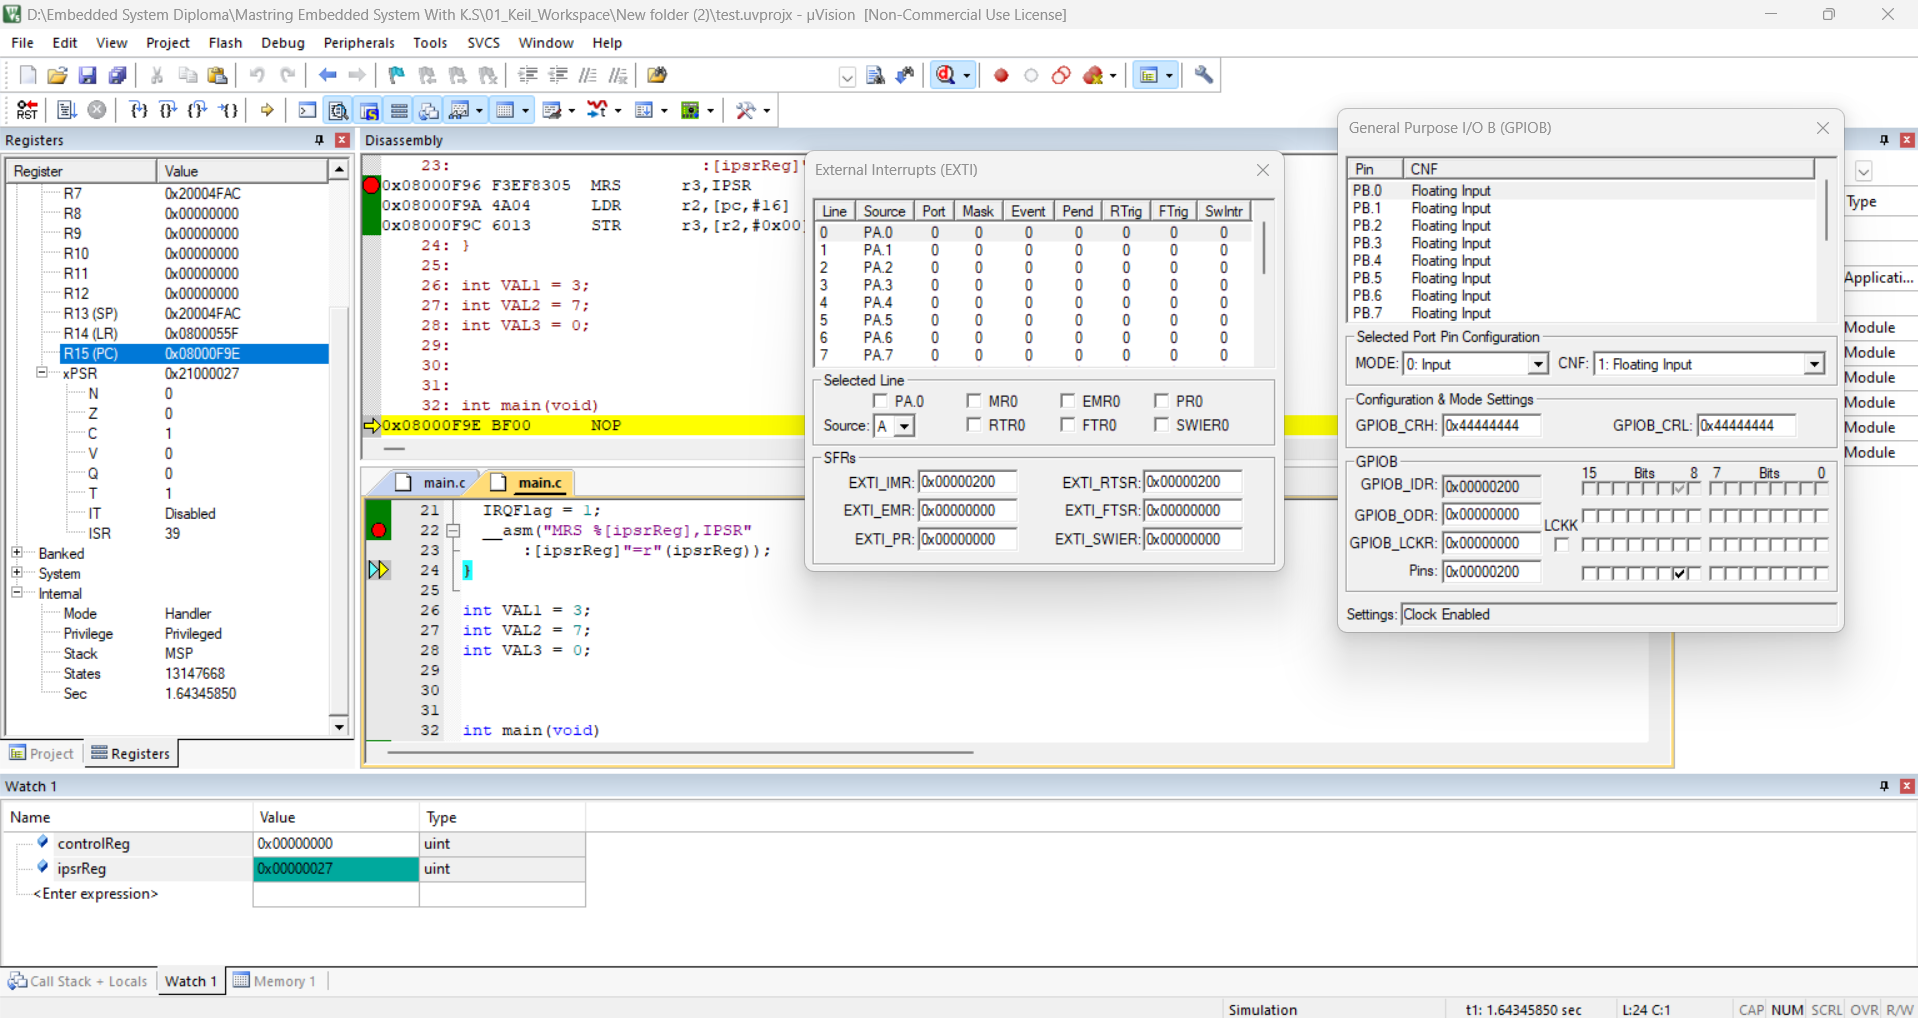 D:\Embedded System Diploma\Mastring Embedded System With K.S\01_Keil_Workspace\New folder (2)\test.uvprojx - µVision [Non-Commercial Use License]
File Edit View Project Flash Debug Peripherals Tools SVCS Window Help
RST
Registers
Register Value
R7 0x20004FAC
R8 0x00000000
R9 0x00000000
R10 0x00000000
R11 0x00000000
R12 0x00000000
R13 (SP) 0x20004FAC
R14 (LR) 0x0800055F
R15 (PC) 0x08000F9E
xPSR 0x21000027
N 0
Z 0
C 1
V 0
Q 0
T 1
IT Disabled
ISR 39
Banked
System
Internal
Mode Handler
Privilege Privileged
Stack MSP
States 13147668
Sec 1.64345850
Project Registers
Disassembly
23: :[ipsrReg]"
0x08000F96 F3EF8305 MRS r3,IPSR
0x08000F9A 4A04 LDR r2,[pc,#16]
0x08000F9C 6013 STR r3,[r2,#0x00]
24: }
25:
26: int VAL1 = 3;
27: int VAL2 = 7;
28: int VAL3 = 0;
29:
30:
31:
32: int main(void)
0x08000F9E BF00 NOP
main.c main.c
21 IRQFlag = 1;
22 __asm("MRS %[ipsrReg],IPSR"
23 :[ipsrReg]"=r"(ipsrReg));
24 }
25
26 int VAL1 = 3;
27 int VAL2 = 7;
28 int VAL3 = 0;
29
30
31
32 int main(void)
External Interrupts (EXTI)
Line Source Port Mask Event Pend RTrig FTrig SwIntr
0 PA.0 0 0 0 0 0 0 0
1 PA.1 0 0 0 0 0 0 0
2 PA.2 0 0 0 0 0 0 0
3 PA.3 0 0 0 0 0 0 0
4 PA.4 0 0 0 0 0 0 0
5 PA.5 0 0 0 0 0 0 0
6 PA.6 0 0 0 0 0 0 0
7 PA.7 0 0 0 0 0 0 0
Selected Line
PA.0 MR0 EMR0 PR0
Source: A RTR0 FTR0 SWIER0
SFRs
EXTI_IMR: 0x00000200 EXTI_RTSR: 0x00000200
EXTI_EMR: 0x00000000 EXTI_FTSR: 0x00000000
EXTI_PR: 0x00000000 EXTI_SWIER: 0x00000000
General Purpose I/O B (GPIOB)
Pin CNF
PB.0 Floating Input
PB.1 Floating Input
PB.2 Floating Input
PB.3 Floating Input
PB.4 Floating Input
PB.5 Floating Input
PB.6 Floating Input
PB.7 Floating Input
Selected Port Pin Configuration
MODE: 0: Input CNF: 1: Floating Input
Configuration & Mode Settings
GPIOB_CRH: 0x44444444 GPIOB_CRL: 0x44444444
GPIOB
15 Bits 8 7 Bits 0
GPIOB_IDR: 0x00000200
GPIOB_ODR: 0x00000000
LCKK
GPIOB_LCKR: 0x00000000
Pins: 0x00000200
Settings: Clock Enabled
Type
Applicati...
Module
Module
Module
Module
Module
Module
Watch 1
Name Value Type
controlReg 0x00000000 uint
ipsrReg 0x00000027 uint
<Enter expression>
Call Stack + Locals Watch 1 Memory 1
Simulation t1: 1.64345850 sec L:24 C:1 CAP NUM SCRL OVR R/W